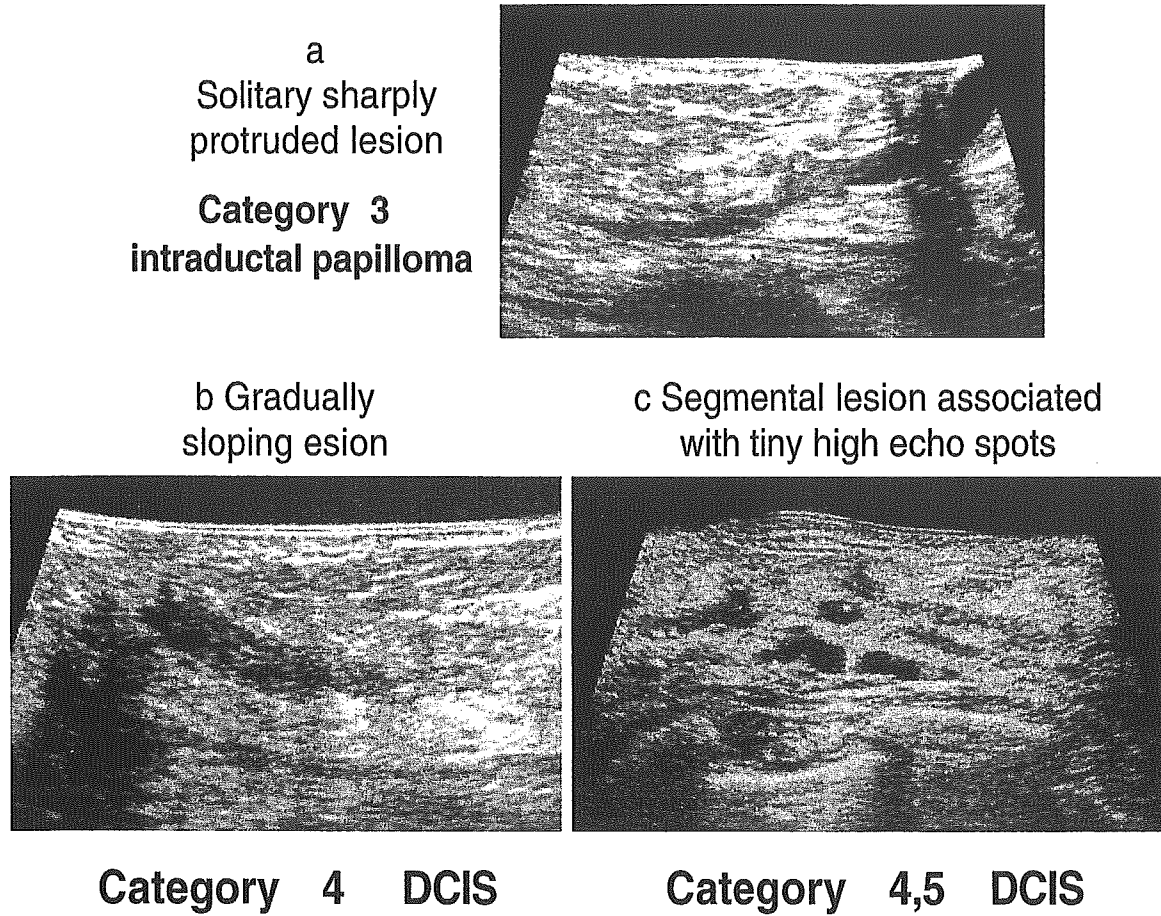 a
Solitary sharply
protruded lesion
Category 3
intraductal papilloma
b Gradually
sloping esion
c Segmental lesion associated
with tiny high echo spots
Category 4 DCIS
Category 4,5 DCIS